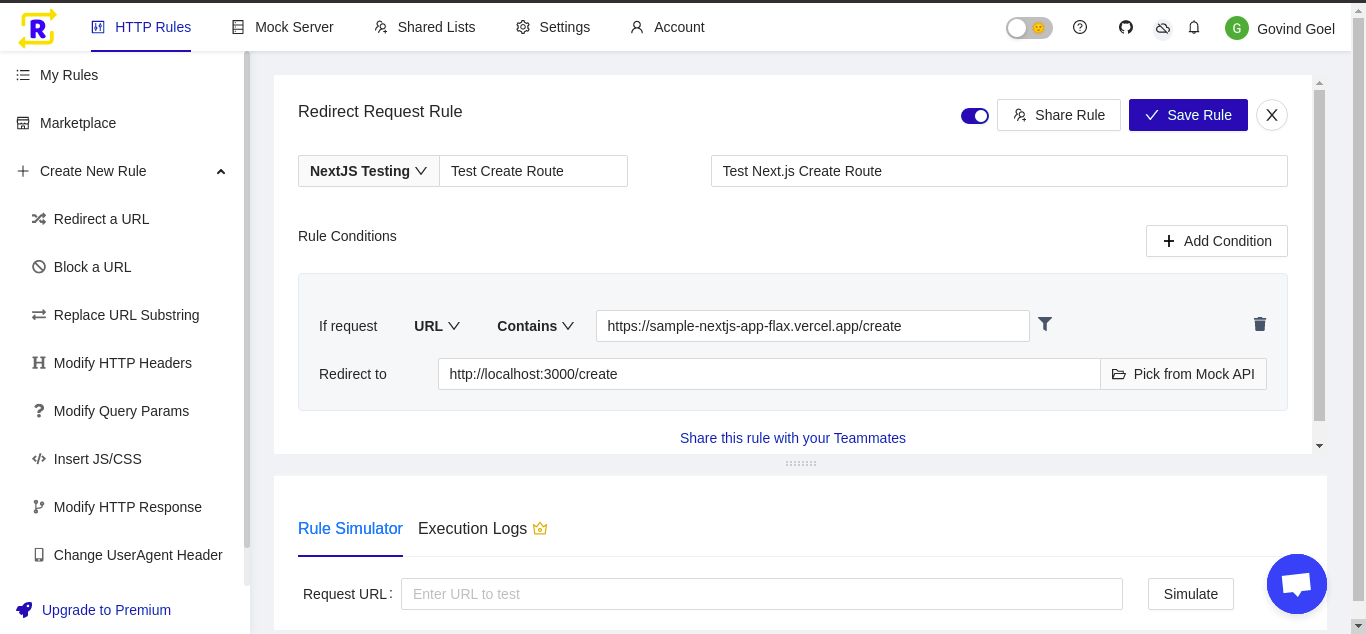 R HTTP Rules Mock Server Shared Lists Settings Account G Govind Goel
My Rules
Marketplace
Create New Rule
Redirect a URL
Block a URL
Replace URL Substring
Modify HTTP Headers
Modify Query Params
Insert JS/CSS
Modify HTTP Response
Change UserAgent Header
Upgrade to Premium
Redirect Request Rule Share Rule Save Rule
NextJS Testing Test Create Route Test Next.js Create Route
Rule Conditions Add Condition
If request URL Contains https://sample-nextjs-app-flax.vercel.app/create
Redirect to http://localhost:3000/create Pick from Mock API
Share this rule with your Teammates
Rule Simulator Execution Logs
Request URL: Enter URL to test Simulate